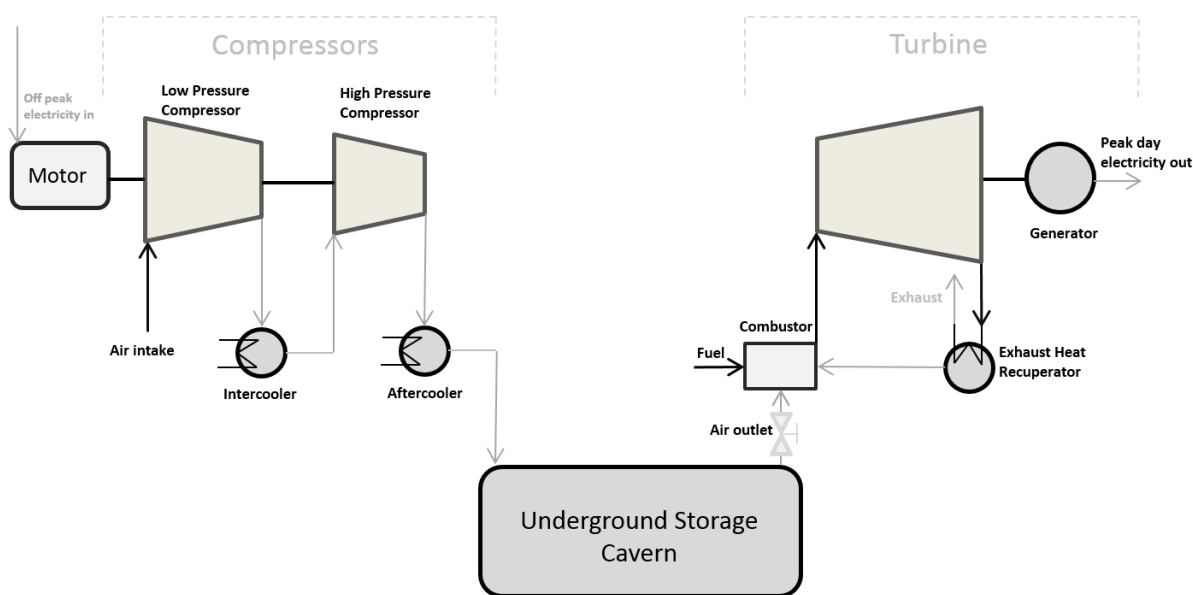 Compressors
Turbine
Off peak
electricity in
Low Pressure
Compressor
High Pressure
Compressor
Motor
Peak day
electricity out
Generator
Air intake
Intercooler
Aftercooler
Exhaust
Combustor
Fuel
Exhaust Heat
Recuperator
Air outlet
Underground Storage
Cavern